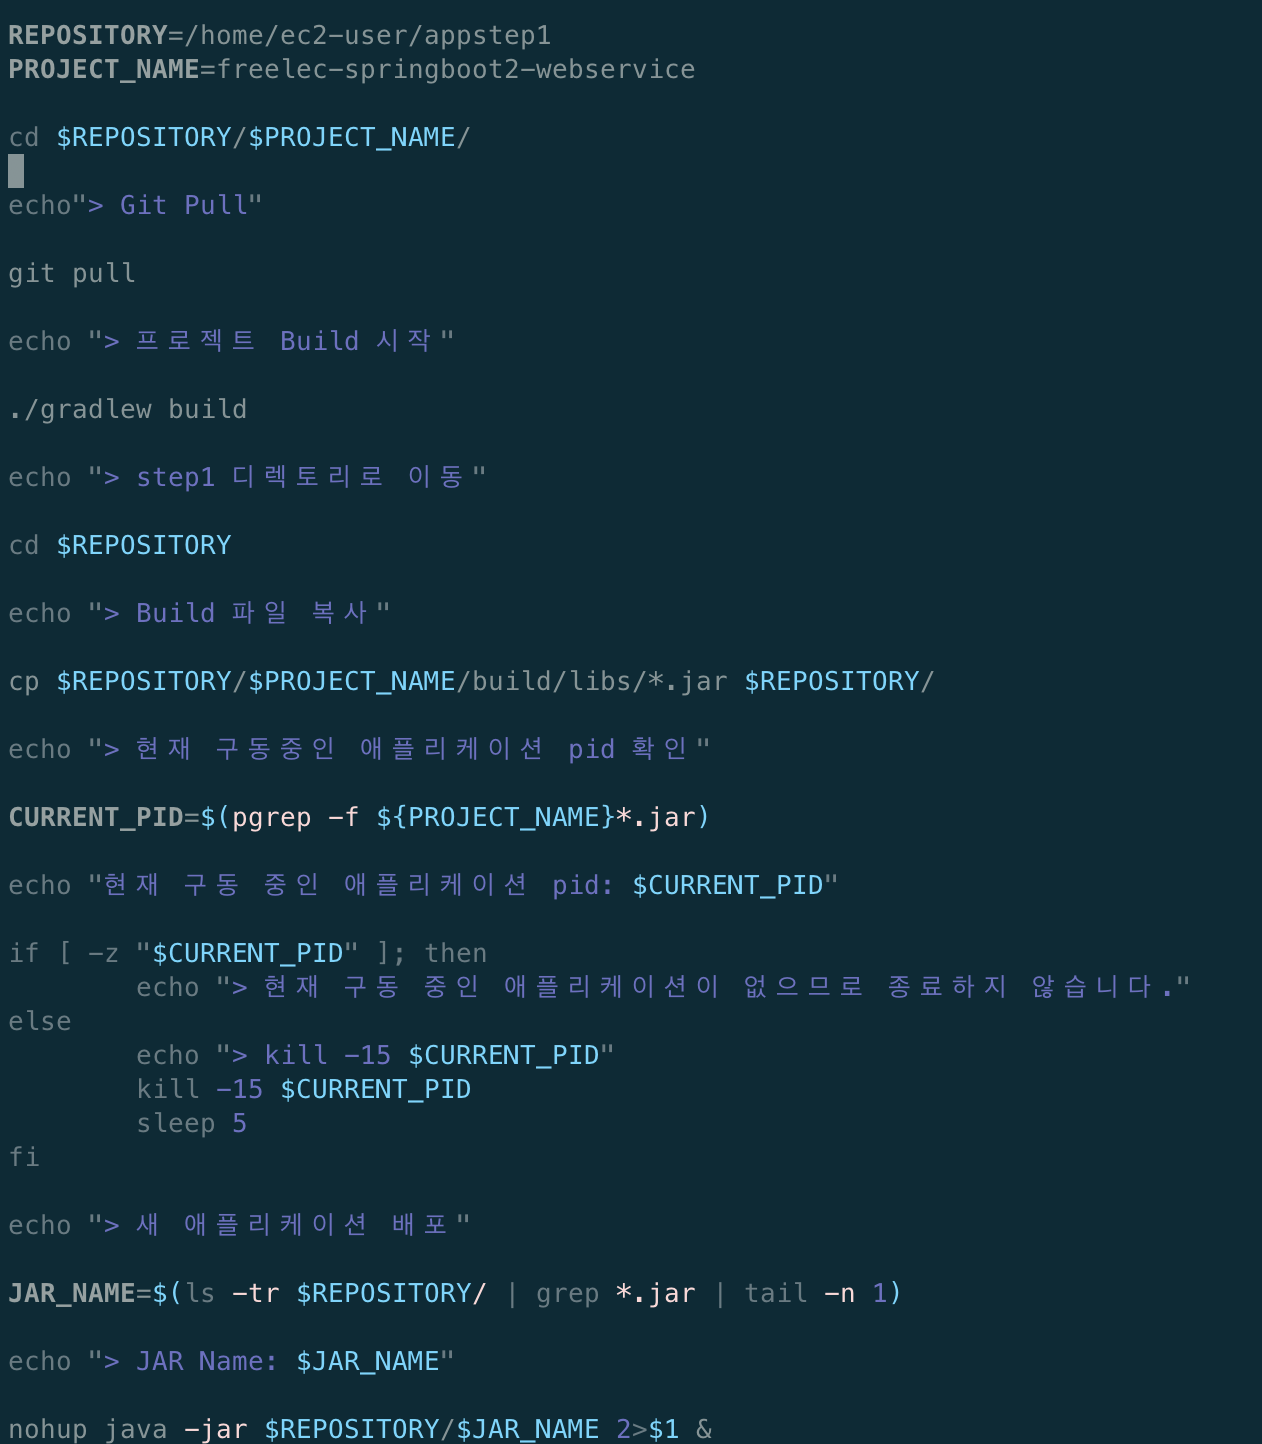 REPOSITORY=/home/ec2-user/appstep1
PROJECT_NAME=freelec-springboot2-webservice
cd $REPOSITORY/$PROJECT_NAME/
echo"> Git Pull"
git pull
echo "> 프로젝트 Build 시작"
./gradlew build
echo "> step1 디렉토리로 이동"
cd $REPOSITORY
echo "> Build 파일 복사"
cp $REPOSITORY/$PROJECT_NAME/build/libs/*.jar $REPOSITORY/
echo "> 현재 구동중인 애플리케이션 pid 확인"
CURRENT_PID=$(pgrep -f ${PROJECT_NAME}*.jar)
echo "현재 구동 중인 애플리케이션 pid: $CURRENT_PID"
if [ -z "$CURRENT_PID" ]; then
echo "> 현재 구동 중인 애플리케이션이 없으므로 종료하지 않습니다."
else
echo "> kill -15 $CURRENT_PID"
kill -15 $CURRENT_PID
sleep 5
fi
echo "> 새 애플리케이션 배포"
JAR_NAME=$(ls -tr $REPOSITORY/ | grep *.jar | tail -n 1)
echo "> JAR Name: $JAR_NAME"
nohup java -jar $REPOSITORY/$JAR_NAME 2>$1 &